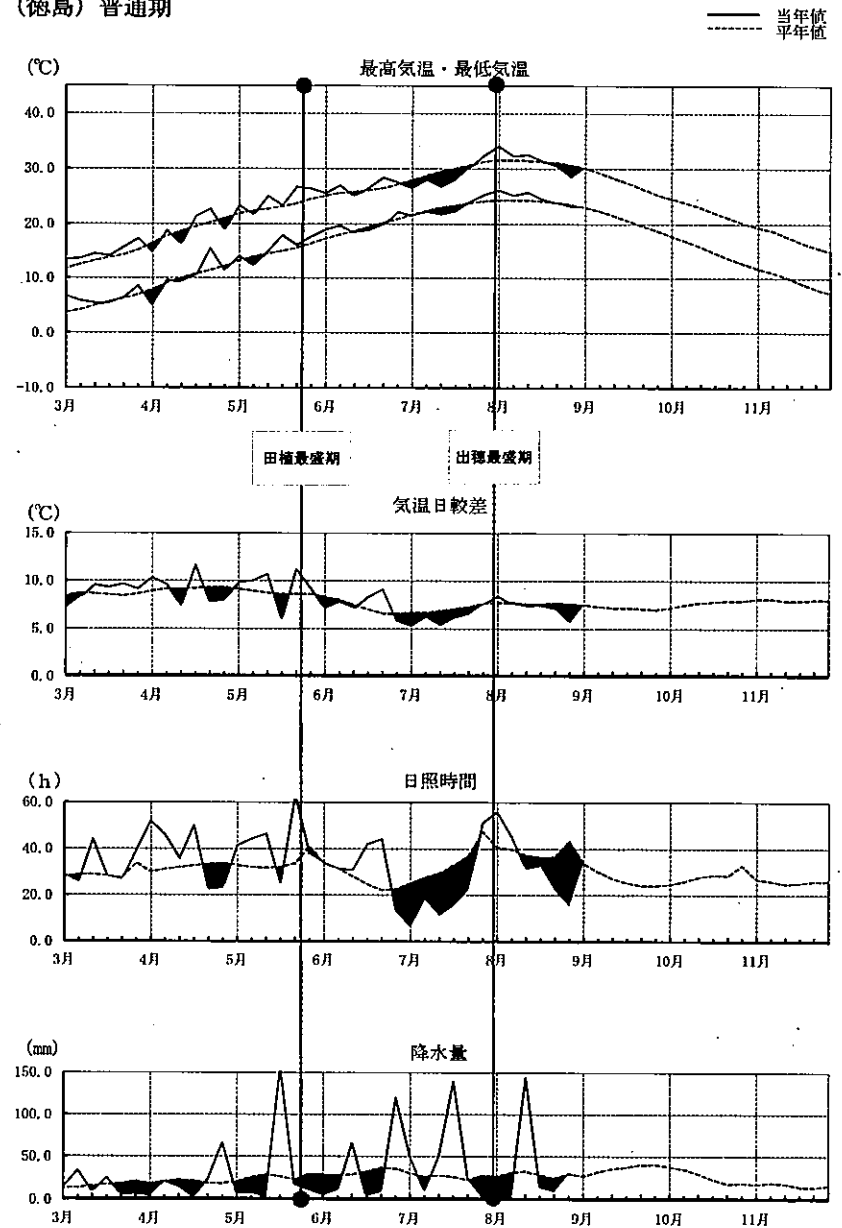 (徳島) 普通期
当年値
平年値
(℃)
最高気温・最低気温
40.0
30.0
20.0
10.0
0.0
-10.0
3月 4月 5月 6月 7月 8月 9月 10月 11月
田植最盛期 出穂最盛期
(℃)
気温日較差
15.0
10.0
5.0
0.0
3月 4月 5月 6月 7月 8月 9月 10月 11月
(h)
日照時間
60.0
40.0
20.0
0.0
3月 4月 5月 6月 7月 8月 9月 10月 11月
(mm)
降水量
150.0
100.0
50.0
0.0
3月 4月 5月 6月 7月 8月 9月 10月 11月